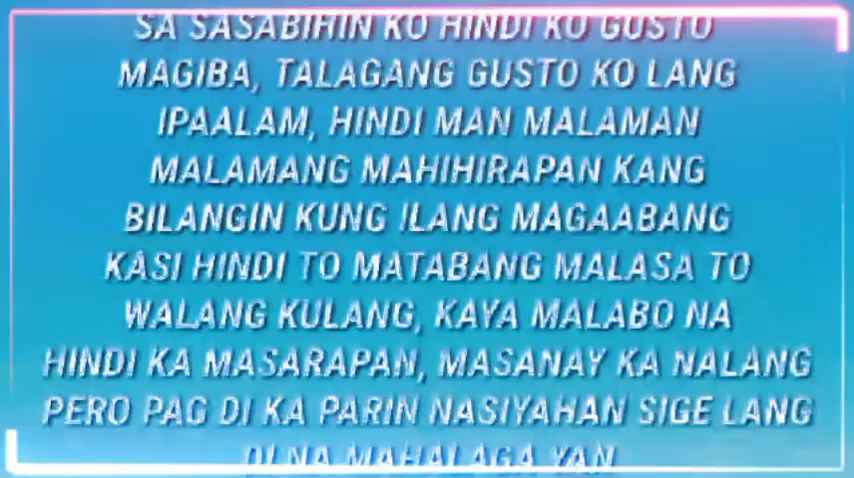 SA SASABIHIN KO HINDI KO GUSTO
MAGIBA, TALAGANG GUSTO KO LANG
IPAALAM, HINDI MAN MALAMAN
MALAMANG MAHIHIRAPAN KANG
BILANGIN KUNG ILANG MAGAABANG
KASI HINDI TO MATABANG MALASA TO
WALANG KULANG, KAYA MALABO NA
HINDI KA MASARAPAN, MASANAY KA NALANG
PERO PAG DI KA PARIN NASIYAHAN SIGE LANG
DI NA MAHALAGA YAN